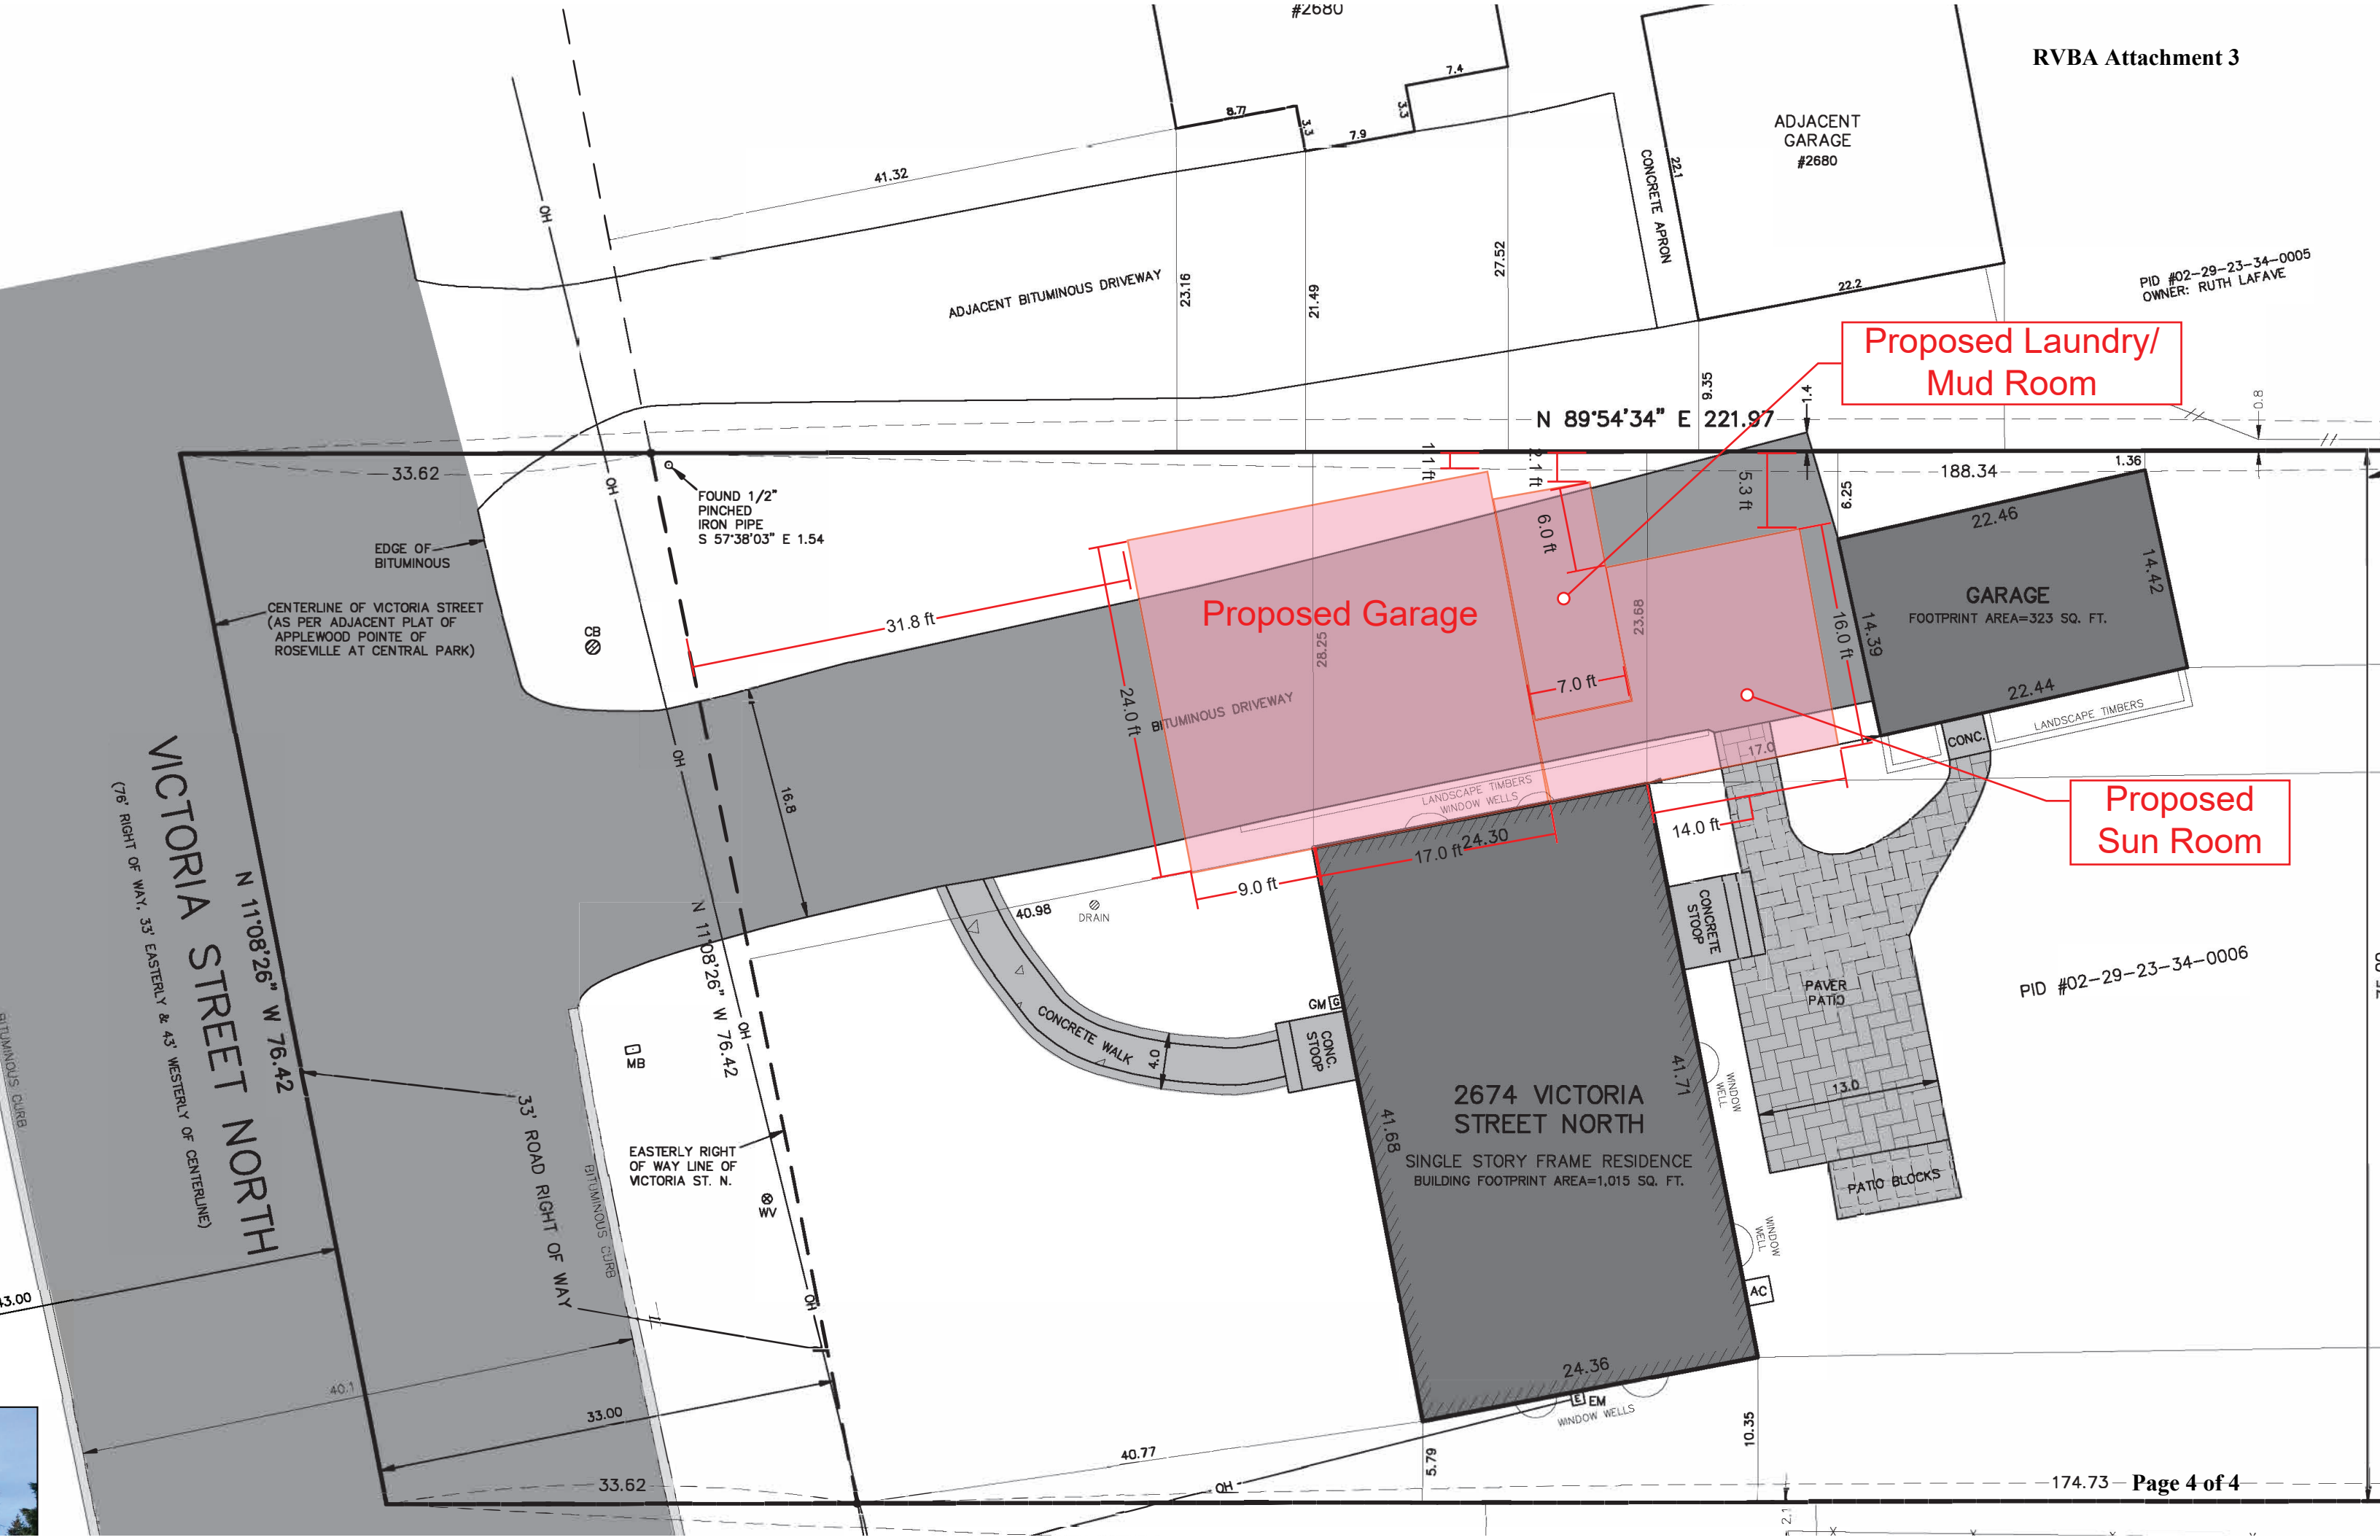 #2680
RVBA Attachment 3
7.4
8.77
3.3
3.3
7.9
ADJACENT
GARAGE
#2680
CONCRETE APRON
22.1
41.32
OH
ADJACENT BITUMINOUS DRIVEWAY
23.16
21.49
27.52
22.2
PID #02-29-23-34-0005
OWNER: RUTH LAFAVE
Proposed Laundry/
Mud Room
9.35
1.4
0.8
N 89°54'34" E 221.97
33.62
OH
FOUND 1/2"
PINCHED
IRON PIPE
S 57°38'03" E 1.54
1.1 ft
2.1 ft
5.3 ft
6.0 ft
188.34
1.36
6.25
22.46
14.42
GARAGE
FOOTPRINT AREA=323 SQ. FT.
14.39
22.44
EDGE OF
BITUMINOUS
CENTERLINE OF VICTORIA STREET
(AS PER ADJACENT PLAT OF
APPLEWOOD POINTE OF
ROSEVILLE AT CENTRAL PARK)
CB
31.8 ft
Proposed Garage
28.25
23.68
16.0 ft
7.0 ft
24.0 ft
BITUMINOUS DRIVEWAY
LANDSCAPE TIMBERS
CONC.
17.0
OH
16.8
LANDSCAPE TIMBERS
WINDOW WELLS
Proposed
Sun Room
14.0 ft
24.30
17.0 ft
9.0 ft
VICTORIA STREET NORTH
(76' RIGHT OF WAY, 33' EASTERLY & 43' WESTERLY OF CENTERLINE)
N 11°08'26" W 76.42
N 11°08'26" W 76.42
40.98
DRAIN
CONCRETE
STOOP
PAVER
PATIO
PID #02-29-23-34-0006
GM
G
CONCRETE WALK
4.0
CONC.
STOOP
OH
MB
BITUMINOUS CURB
33' ROAD RIGHT OF WAY
BITUMINOUS CURB
EASTERLY RIGHT
OF WAY LINE OF
VICTORIA ST. N.
WV
41.68
41.71
2674 VICTORIA
STREET NORTH
SINGLE STORY FRAME RESIDENCE
BUILDING FOOTPRINT AREA=1,015 SQ. FT.
WINDOW
WELL
13.0
PATIO BLOCKS
WINDOW
WELL
AC
OH
43.00
40.1
33.00
24.36
E
EM
WINDOW WELLS
10.35
5.79
40.77
OH
33.62
174.73
Page 4 of 4
2.1